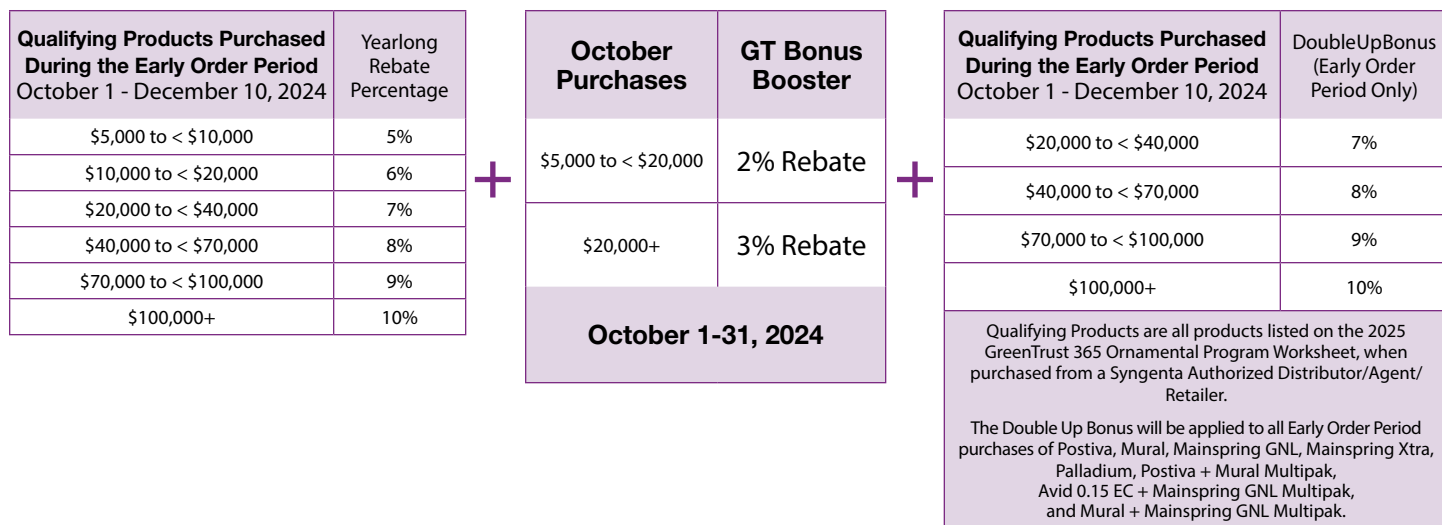 Qualifying Products Purchased
During the Early Order Period
October 1 - December 10, 2024
Yearlong
Rebate
Percentage
$5,000 to < $10,000
5%
$10,000 to < $20,000
6%
$20,000 to < $40,000
7%
$40,000 to < $70,000
8%
$70,000 to < $100,000
9%
$100,000+
10%
+
October
Purchases
GT Bonus
Booster
$5,000 to < $20,000
2% Rebate
$20,000+
3% Rebate
October 1-31, 2024
+
Qualifying Products Purchased
During the Early Order Period
October 1 - December 10, 2024
DoubleUpBonus
(Early Order
Period Only)
$20,000 to < $40,000
7%
$40,000 to < $70,000
8%
$70,000 to < $100,000
9%
$100,000+
10%
Qualifying Products are all products listed on the 2025
GreenTrust 365 Ornamental Program Worksheet, when
purchased from a Syngenta Authorized Distributor/Agent/
Retailer.
The Double Up Bonus will be applied to all Early Order Period
purchases of Postiva, Mural, Mainspring GNL, Mainspring Xtra,
Palladium, Postiva + Mural Multipak,
Avid 0.15 EC + Mainspring GNL Multipak,
and Mural + Mainspring GNL Multipak.